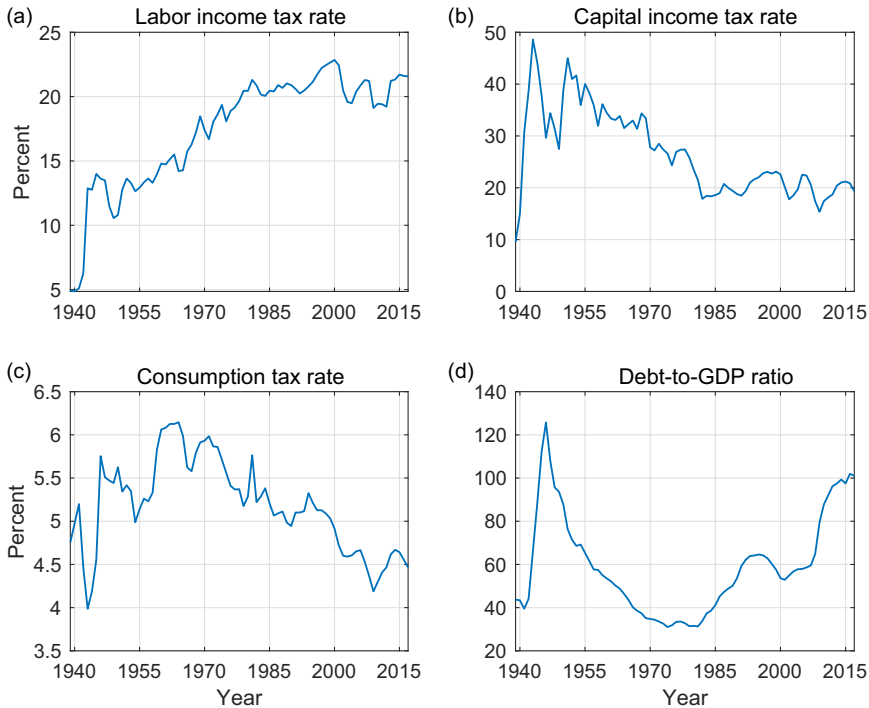 (a) Labor income tax rate
25
20
15
10
5
Percent
1940 1955 1970 1985 2000 2015
(b) Capital income tax rate
50
40
30
20
10
0
1940 1955 1970 1985 2000 2015
(c) Consumption tax rate
6.5
6
5.5
5
4.5
4
3.5
Percent
1940 1955 1970 1985 2000 2015
Year
(d) Debt-to-GDP ratio
140
120
100
80
60
40
20
1940 1955 1970 1985 2000 2015
Year